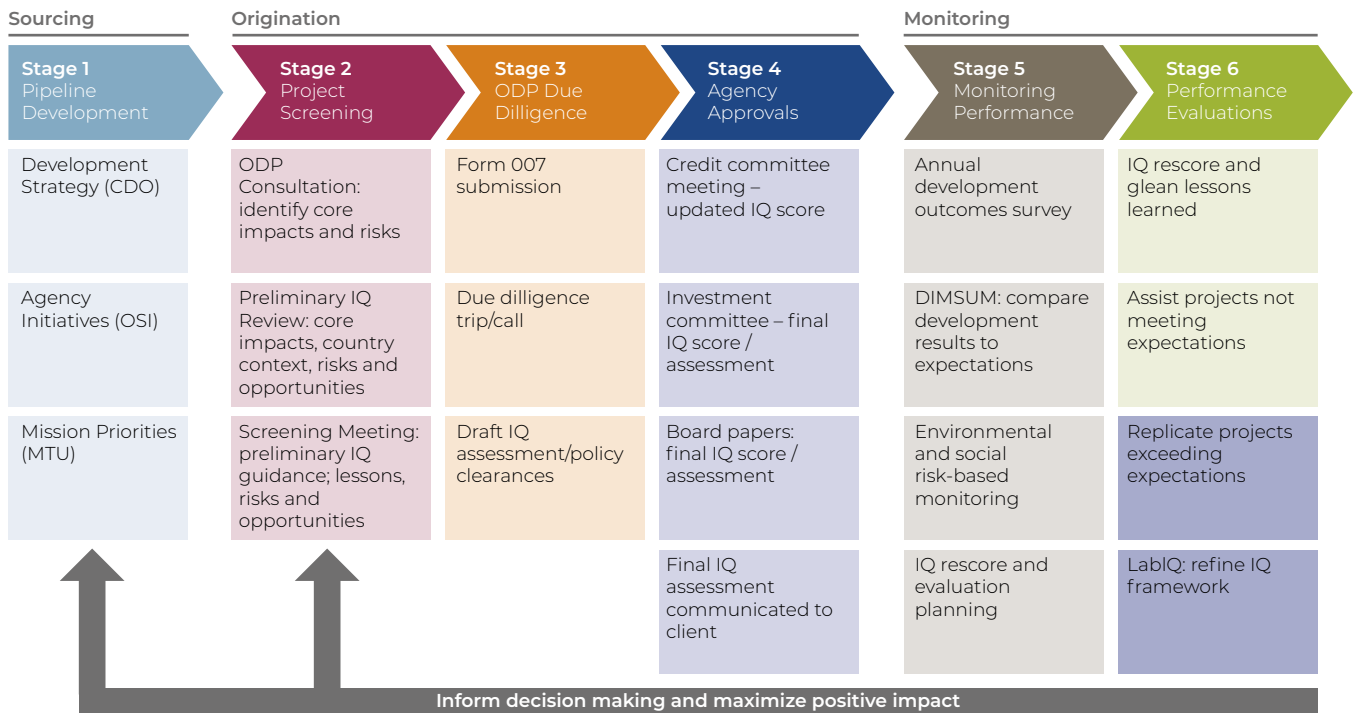 Sourcing
Origination
Monitoring
Stage 1
Pipeline
Development
Stage 2
Project
Screening
Stage 3
ODP Due
Dilligence
Stage 4
Agency
Approvals
Stage 5
Monitoring
Performance
Stage 6
Performance
Evaluations
Development
Strategy (CDO)
ODP
Consultation:
identify core
impacts and risks
Form 007
submission
Credit committee
meeting –
updated IQ score
Annual
development
outcomes survey
IQ rescore and
glean lessons
learned
Agency
Initiatives (OSI)
Preliminary IQ
Review: core
impacts, country
context, risks and
opportunities
Due dilligence
trip/call
Investment
committee – final
IQ score /
assessment
DIMSUM: compare
development
results to
expectations
Assist projects not
meeting
expectations
Mission Priorities
(MTU)
Screening Meeting:
preliminary IQ
guidance; lessons,
risks and
opportunities
Draft IQ
assessment/policy
clearances
Board papers:
final IQ score /
assessment
Environmental
and social
risk-based
monitoring
Replicate projects
exceeding
expectations
Final IQ
assessment
communicated to
client
IQ rescore and
evaluation
planning
LabIQ: refine IQ
framework
Inform decision making and maximize positive impact